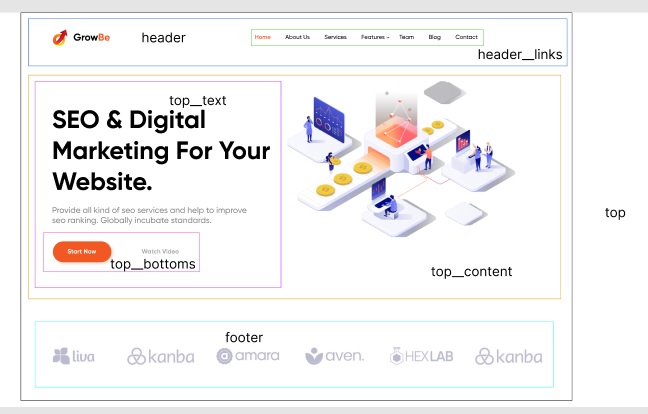 GrowBe
header
Home About Us Services Features Team Blog Contact
header__links
top__text
SEO & Digital
Marketing For Your
Website.
Provide all kind of seo services and help to improve
seo ranking. Globally incubate standards.
Start Now Watch Video
top__bottoms
top__content
top
footer
liva kanba amara aven. HEXLAB kanba